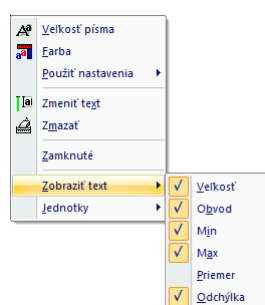 Veľkosť písma
Farba
Použiť nastavenia
Zmeniť text
Zmazať
Zamknuté
Zobraziť text
Jednotky
Veľkosť
Obvod
Min
Max
Priemer
Odchýlka